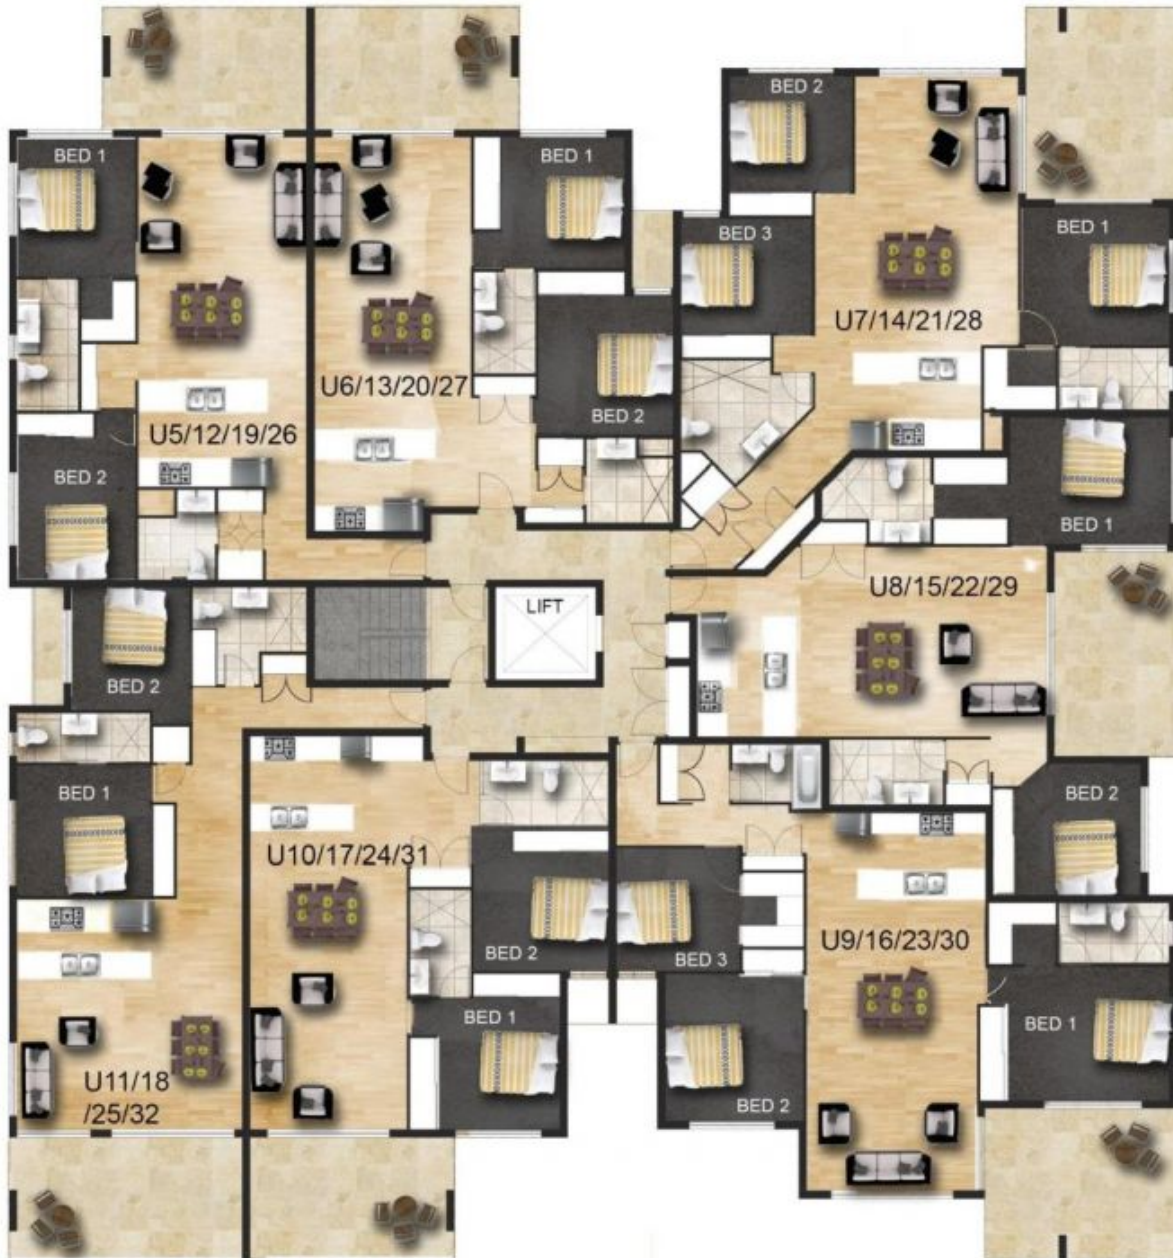 BED 2
BED 1
BED 1
BED 1
BED 3
U7/14/21/28
U6/13/20/27
BED 2
U5/12/19/26
BED 2
BED 1
U8/15/22/29
LIFT
BED 2
BED 1
BED 2
U10/17/24/31
U9/16/23/30
BED 2
BED 3
BED 1
BED 1
U11/18
/25/32
BED 2